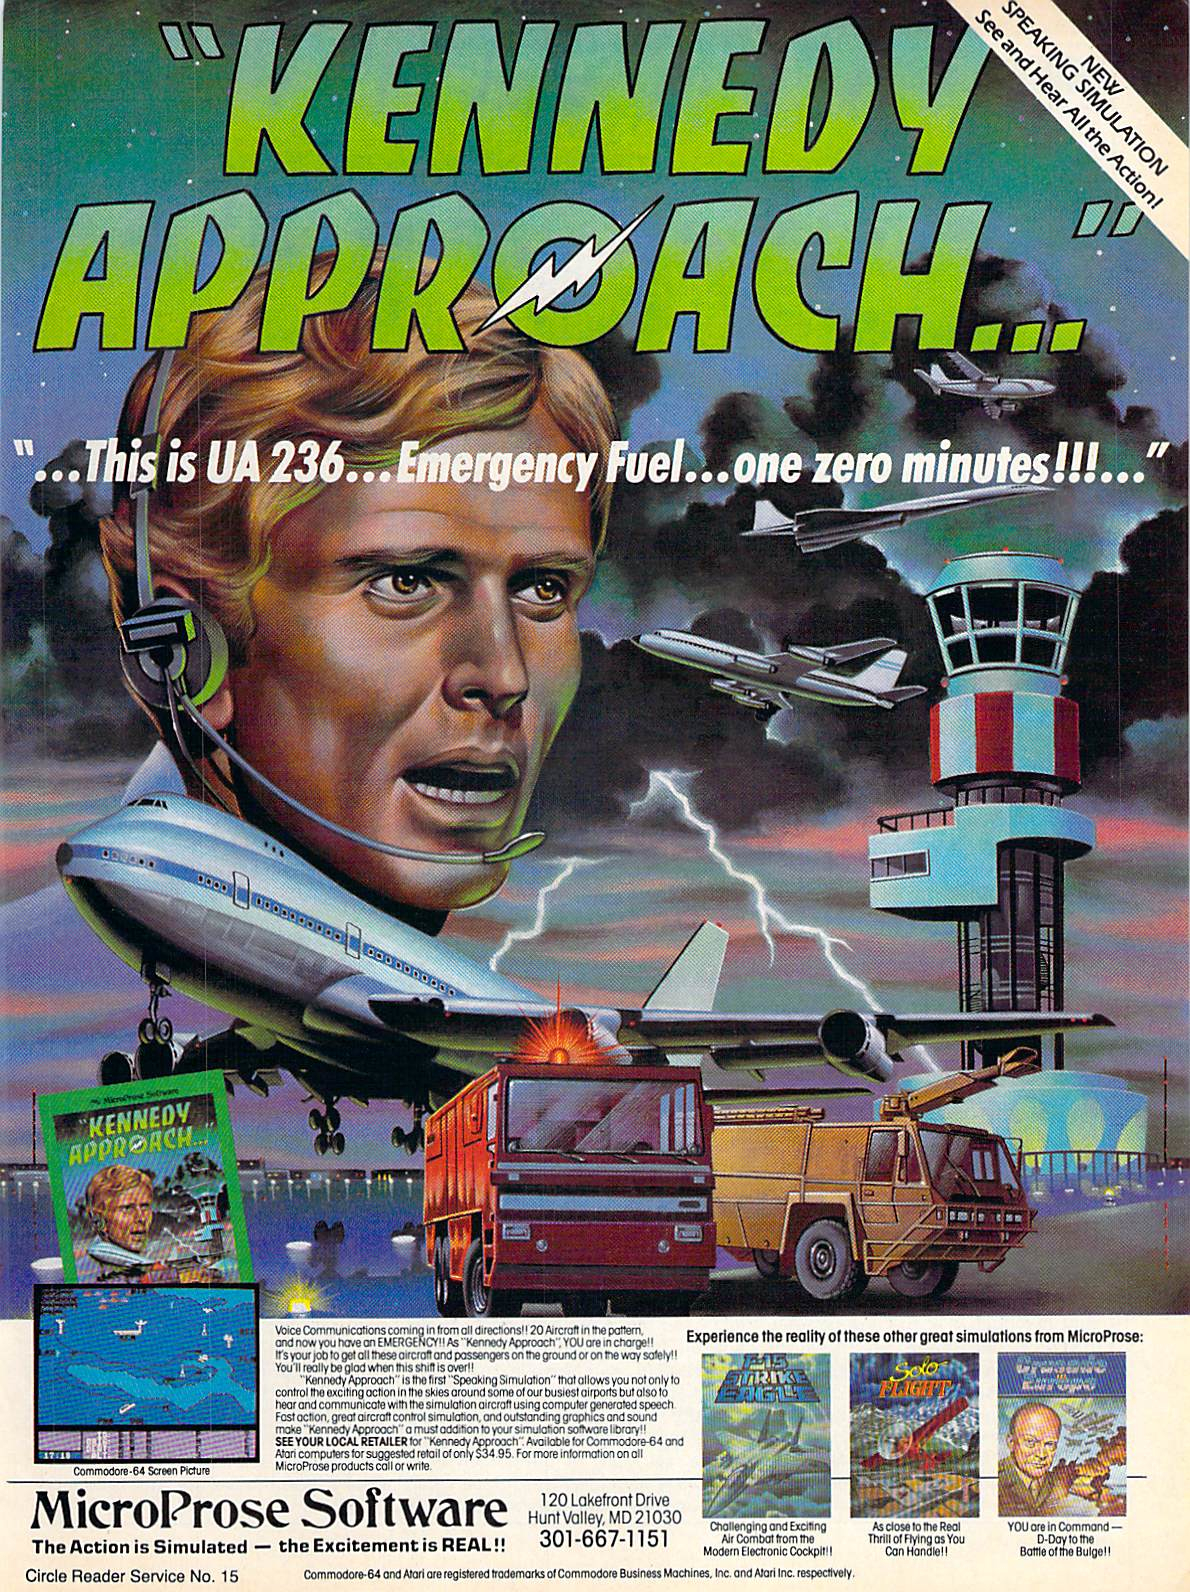 "KENNEDY
APPROACH..."
NEW
SPEAKING SIMULATION
See and Hear All the Action!
"...This is UA 236...Emergency Fuel...one zero minutes!!!..."
MicroProse Software
"KENNEDY
APPROACH..."
Commodore-64 Screen Picture
Voice Communications coming in from all directions!! 20 Aircraft in the pattern,
and now you have an EMERGENCY!! As "Kennedy Approach", YOU are in charge!!
It's your job to get all these aircraft and passengers on the ground or on the way safely!!
You'll really be glad when this shift is over!!
"Kennedy Approach" is the first "Speaking Simulation" that allows you not only to
control the exciting action in the skies around some of our busiest airports but also to
hear and communicate with the simulation aircraft using computer generated speech.
Fast action, great aircraft control simulation, and outstanding graphics and sound
make "Kennedy Approach" a must addition to your simulation software library!!
SEE YOUR LOCAL RETAILER for "Kennedy Approach". Available for Commodore-64 and
Atari computers for suggested retail of only $34.95. For more information on all
MicroProse products call or write.
Experience the reality of these other great simulations from MicroProse:
F-15
STRIKE
EAGLE
Solo
FLIGHT
Crusade
in
Europe
Challenging and Exciting
Air Combat from the
Modern Electronic Cockpit!!
As close to the Real
Thrill of Flying as You
Can Handle!!
YOU are in Command —
D-Day to the
Battle of the Bulge!!
MicroProse Software
The Action is Simulated — the Excitement is REAL!!
120 Lakefront Drive
Hunt Valley, MD 21030
301-667-1151
Circle Reader Service No. 15
Commodore-64 and Atari are registered trademarks of Commodore Business Machines, Inc. and Atari Inc. respectively.